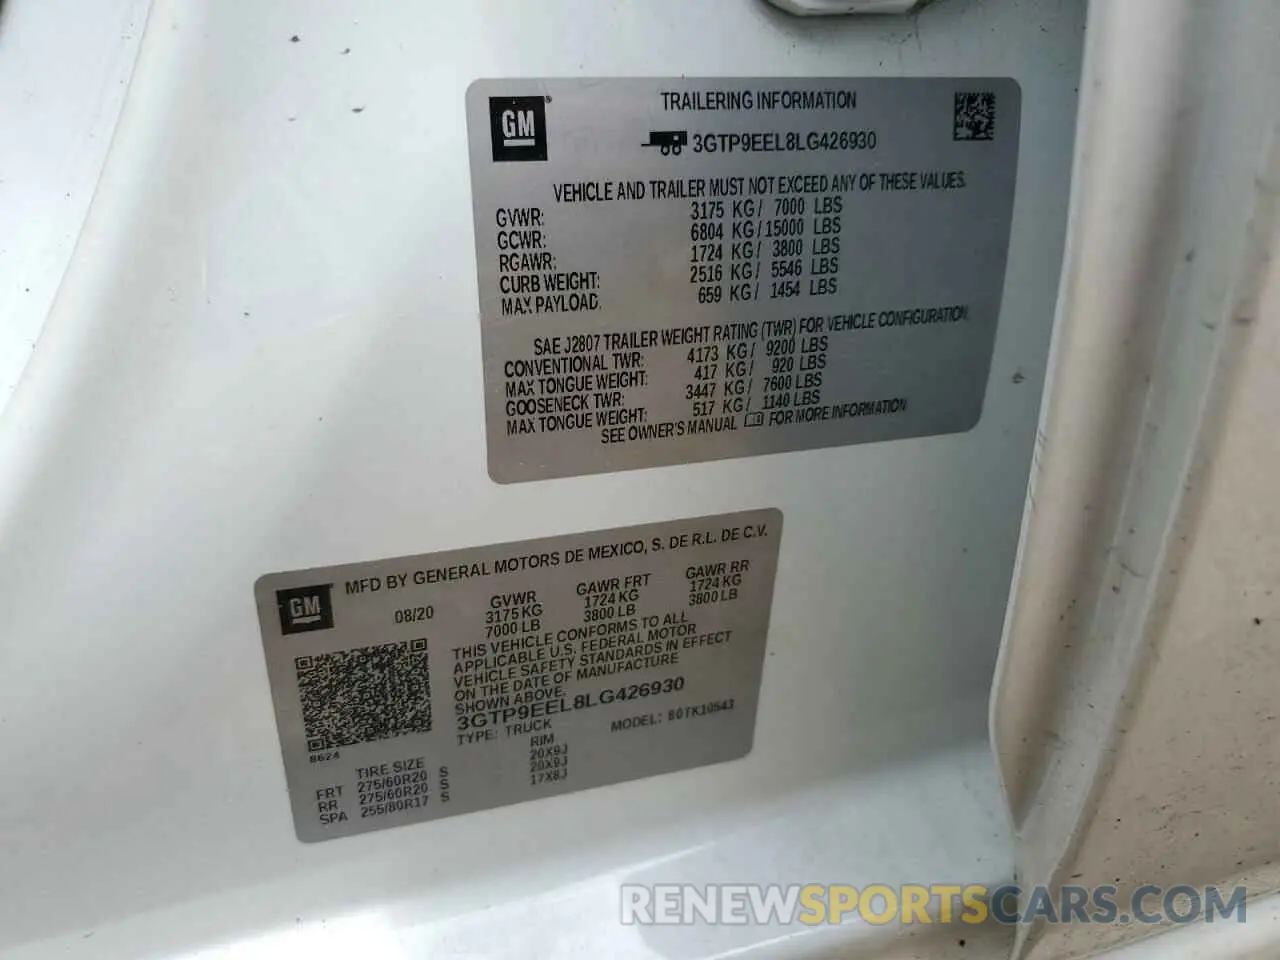 GM
TRAILERING INFORMATION
3GTP9EEL8LG426930
VEHICLE AND TRAILER MUST NOT EXCEED ANY OF THESE VALUES.
GVWR: 3175 KG/ 7000 LBS
GCWR: 6804 KG/15000 LBS
RGAWR: 1724 KG/ 3800 LBS
CURB WEIGHT: 2516 KG/ 5546 LBS
MAX PAYLOAD. 659 KG/ 1454 LBS
SAE J2807 TRAILER WEIGHT RATING (TWR) FOR VEHICLE CONFIGURATION.
CONVENTIONAL TWR: 4173 KG/ 9200 LBS
MAX TONGUE WEIGHT: 417 KG/ 920 LBS
GOOSENECK TWR: 3447 KG/ 7600 LBS
MAX TONGUE WEIGHT: 517 KG/ 1140 LBS
SEE OWNER'S MANUAL FOR MORE INFORMATION
GM
MFD BY GENERAL MOTORS DE MEXICO, S. DE R.L. DE C.V.
08/20 GVWR GAWR FRT GAWR RR
3175 KG 1724 KG 1724 KG
7000 LB 3800 LB 3800 LB
THIS VEHICLE CONFORMS TO ALL
APPLICABLE U.S. FEDERAL MOTOR
VEHICLE SAFETY STANDARDS IN EFFECT
ON THE DATE OF MANUFACTURE
SHOWN ABOVE.
3GTP9EEL8LG426930
TYPE: TRUCK MODEL: 80TK10543
8624
TIRE SIZE RIM
FRT 275/60R20 S 20X9J
RR 275/60R20 S 20X9J
SPA 255/80R17 S 17X8J
RENEWSPORTSCARS.COM